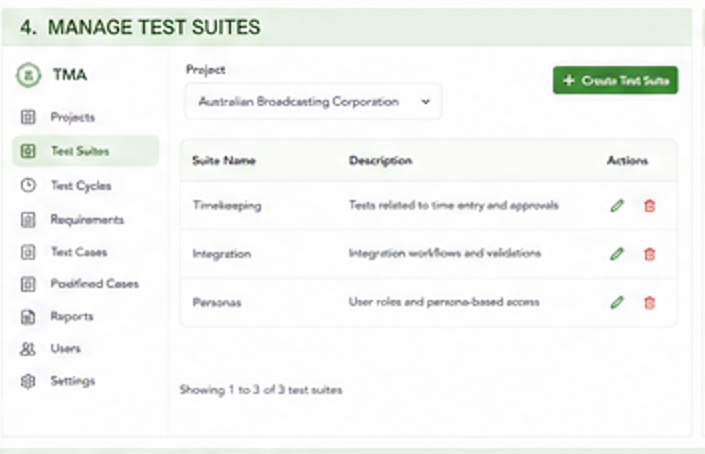 4. MANAGE TEST SUITES
TMA
Projects
Test Suites
Test Cycles
Requirements
Test Cases
Cases
Reports
Users
Settings
Project
Australian Broadcasting Corporation
+ Create Test Suite
Suite Name Description Actions
Timekeeping Tests related to time entry and approvals
Integration Integration workflows and validations
Personas User roles and persona-based access
Showing 1 to 3 of 3 test suites